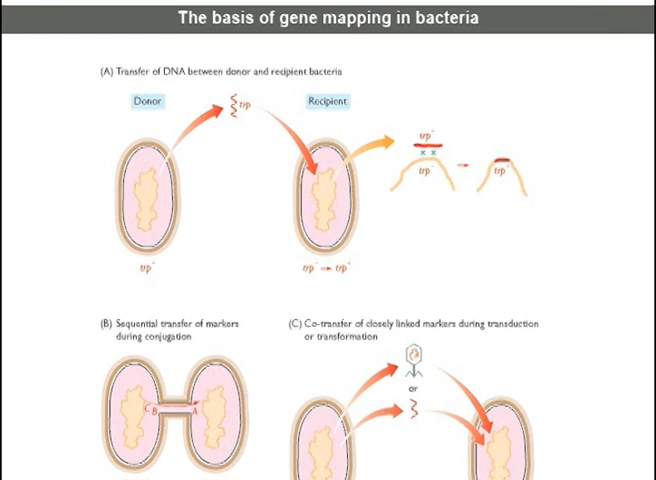 The basis of gene mapping in bacteria
(A) Transfer of DNA between donor and recipient bacteria
Donor
trp
Recipient
trp
x x
trp⁻
trp
trp⁺
trp⁻ → trp⁺
(B) Sequential transfer of markers
during conjugation
(C) Co-transfer of closely linked markers during transduction
or transformation
C B A
or